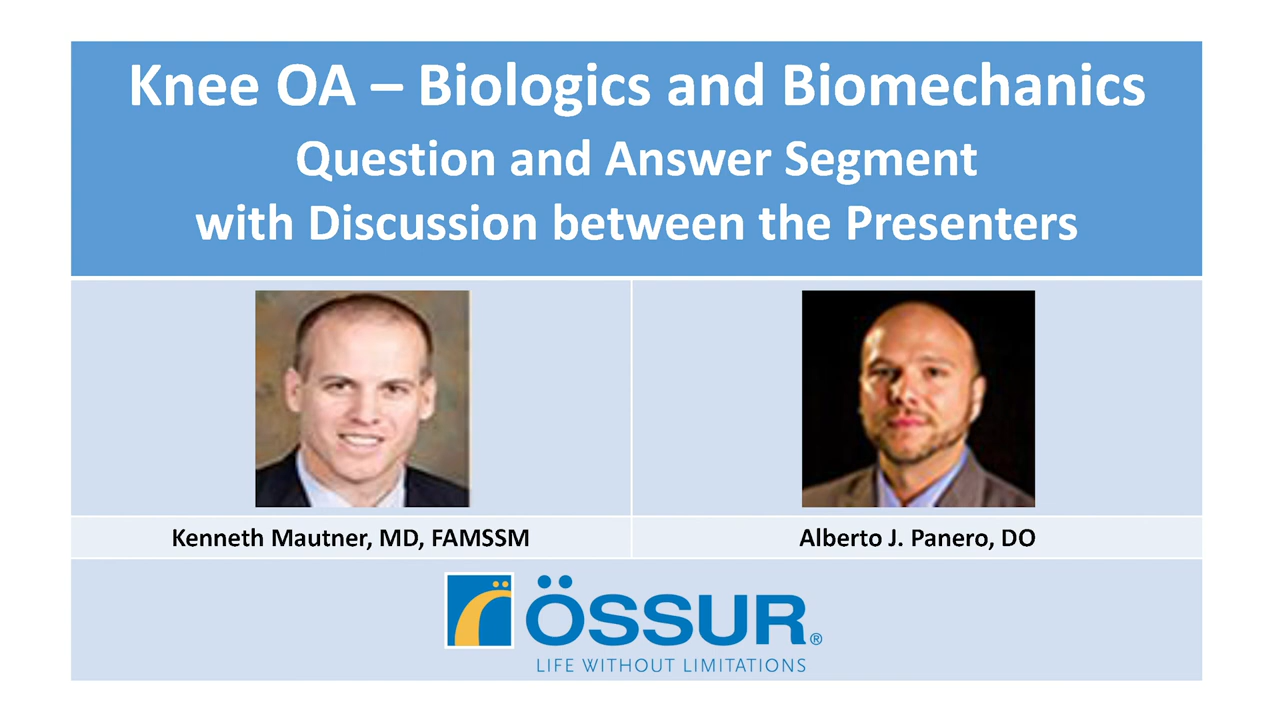 Knee OA – Biologics and Biomechanics
Question and Answer Segment
with Discussion between the Presenters
Kenneth Mautner, MD, FAMSSM
Alberto J. Panero, DO
ÖSSUR®
LIFE WITHOUT LIMITATIONS